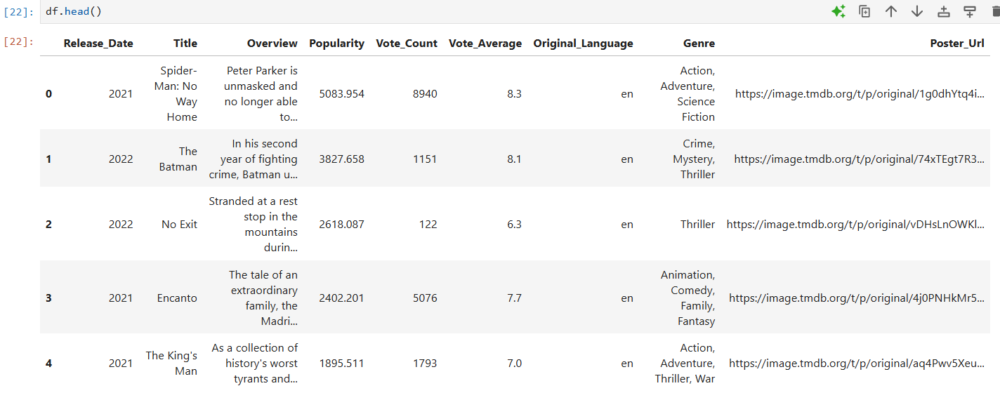 [22]: df.head()
[22]:
Release_Date Title Overview Popularity Vote_Count Vote_Average Original_Language Genre Poster_Url
0 2021 Spider-Man: No Way Home Peter Parker is unmasked and no longer able to... 5083.954 8940 8.3 en Action, Adventure, Science Fiction https://image.tmdb.org/t/p/original/1g0dhYtq4i...
1 2022 The Batman In his second year of fighting crime, Batman u... 3827.658 1151 8.1 en Crime, Mystery, Thriller https://image.tmdb.org/t/p/original/74xTEgt7R3...
2 2022 No Exit Stranded at a rest stop in the mountains durin... 2618.087 122 6.3 en Thriller https://image.tmdb.org/t/p/original/vDHsLnOWKl...
3 2021 Encanto The tale of an extraordinary family, the Madri... 2402.201 5076 7.7 en Animation, Comedy, Family, Fantasy https://image.tmdb.org/t/p/original/4j0PNHkMr5...
4 2021 The King's Man As a collection of history's worst tyrants and... 1895.511 1793 7.0 en Action, Adventure, Thriller, War https://image.tmdb.org/t/p/original/aq4Pwv5Xeu...